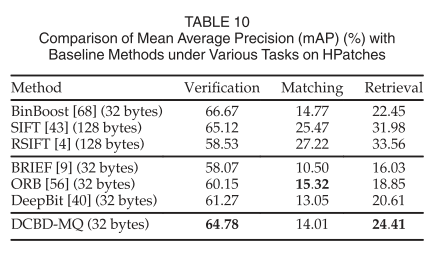 TABLE 10
Comparison of Mean Average Precision (mAP) (%) with
Baseline Methods under Various Tasks on HPatches
Method Verification Matching Retrieval
BinBoost [68] (32 bytes) 66.67 14.77 22.45
SIFT [43] (128 bytes) 65.12 25.47 31.98
RSIFT [4] (128 bytes) 58.53 27.22 33.56
BRIEF [9] (32 bytes) 58.07 10.50 16.03
ORB [56] (32 bytes) 60.15 15.32 18.85
DeepBit [40] (32 bytes) 61.27 13.05 20.61
DCBD-MQ (32 bytes) 64.78 14.01 24.41